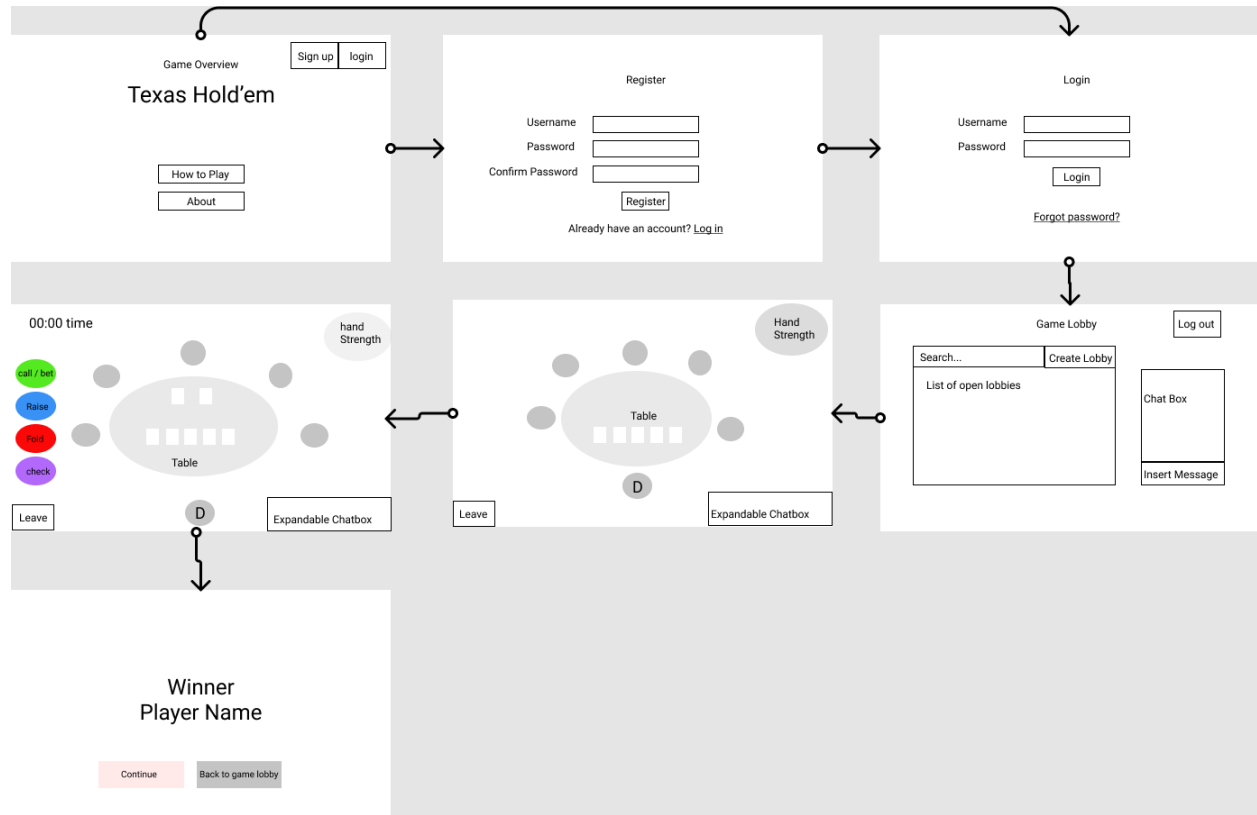 Game Overview
Sign up
login
Texas Hold’em
How to Play
About
Register
Username
Password
Confirm Password
Register
Already have an account? Log in
Login
Username
Password
Login
Forgot password?
00:00 time
hand
Strength
call / bet
Raise
Fold
check
Table
Leave
D
Expandable Chatbox
Hand
Strength
Table
D
Leave
Expandable Chatbox
Game Lobby
Log out
Search...
Create Lobby
List of open lobbies
Chat Box
Insert Message
Winner
Player Name
Continue
Back to game lobby